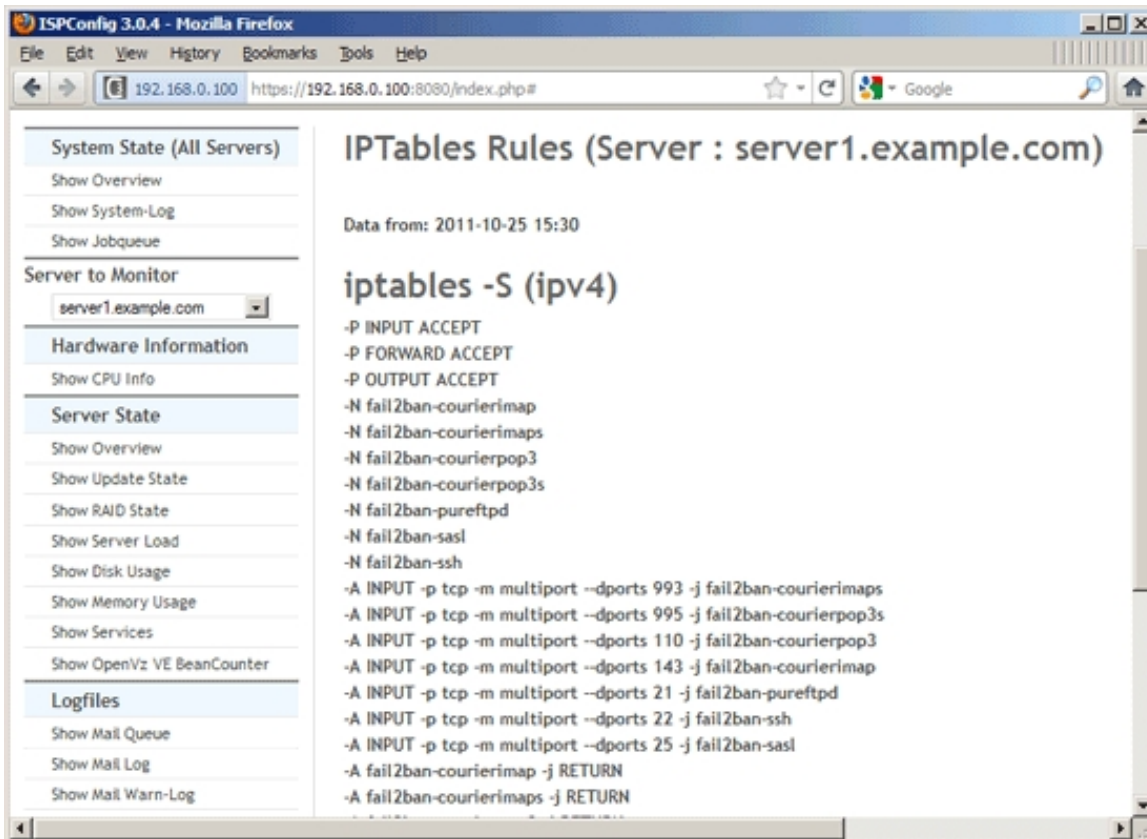 ISPConfig 3.0.4 - Mozilla Firefox
File Edit View History Bookmarks Tools Help
192.168.0.100 https://192.168.0.100:8080/index.php# Google
System State (All Servers)
Show Overview
Show System-Log
Show Jobqueue
Server to Monitor
server1.example.com
Hardware Information
Show CPU Info
Server State
Show Overview
Show Update State
Show RAID State
Show Server Load
Show Disk Usage
Show Memory Usage
Show Services
Show OpenVz VE BeanCounter
Logfiles
Show Mail Queue
Show Mail Log
Show Mail Warn-Log
IPTables Rules (Server : server1.example.com)
Data from: 2011-10-25 15:30
iptables -S (ipv4)
-P INPUT ACCEPT
-P FORWARD ACCEPT
-P OUTPUT ACCEPT
-N fail2ban-courierimap
-N fail2ban-courierimaps
-N fail2ban-courierpop3
-N fail2ban-courierpop3s
-N fail2ban-pureftpd
-N fail2ban-sasl
-N fail2ban-ssh
-A INPUT -p tcp -m multiport --dports 993 -j fail2ban-courierimaps
-A INPUT -p tcp -m multiport --dports 995 -j fail2ban-courierpop3s
-A INPUT -p tcp -m multiport --dports 110 -j fail2ban-courierpop3
-A INPUT -p tcp -m multiport --dports 143 -j fail2ban-courierimap
-A INPUT -p tcp -m multiport --dports 21 -j fail2ban-pureftpd
-A INPUT -p tcp -m multiport --dports 22 -j fail2ban-ssh
-A INPUT -p tcp -m multiport --dports 25 -j fail2ban-sasl
-A fail2ban-courierimap -j RETURN
-A fail2ban-courierimaps -j RETURN